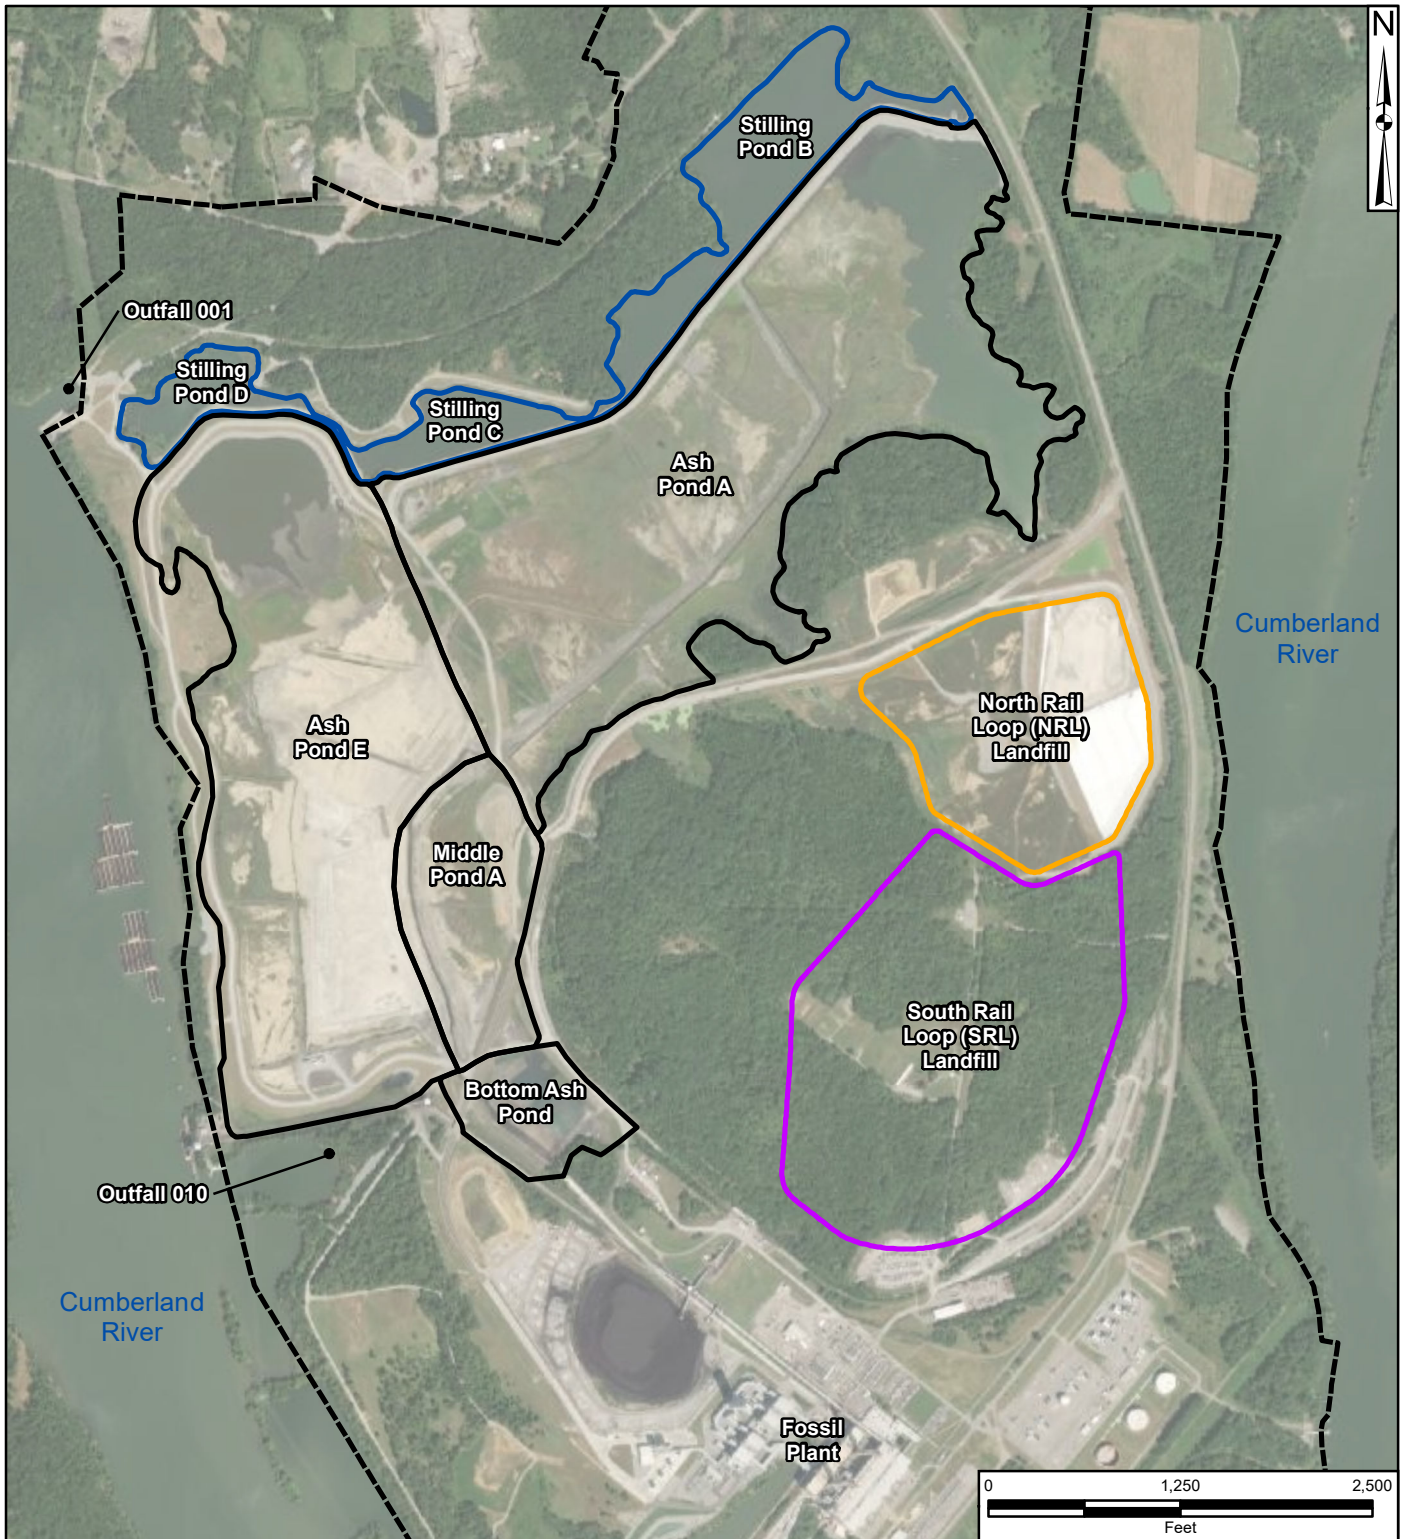 N
Stilling
Pond B
Outfall 001
Stilling
Pond D
Stilling
Pond C
Ash
Pond A
Cumberland
River
North Rail
Loop (NRL)
Landfill
Ash
Pond E
Middle
Pond A
South Rail
Loop (SRL)
Landfill
Bottom Ash
Pond
Outfall 010
Cumberland
River
Fossil
Plant
0 1,250 2,500
Feet